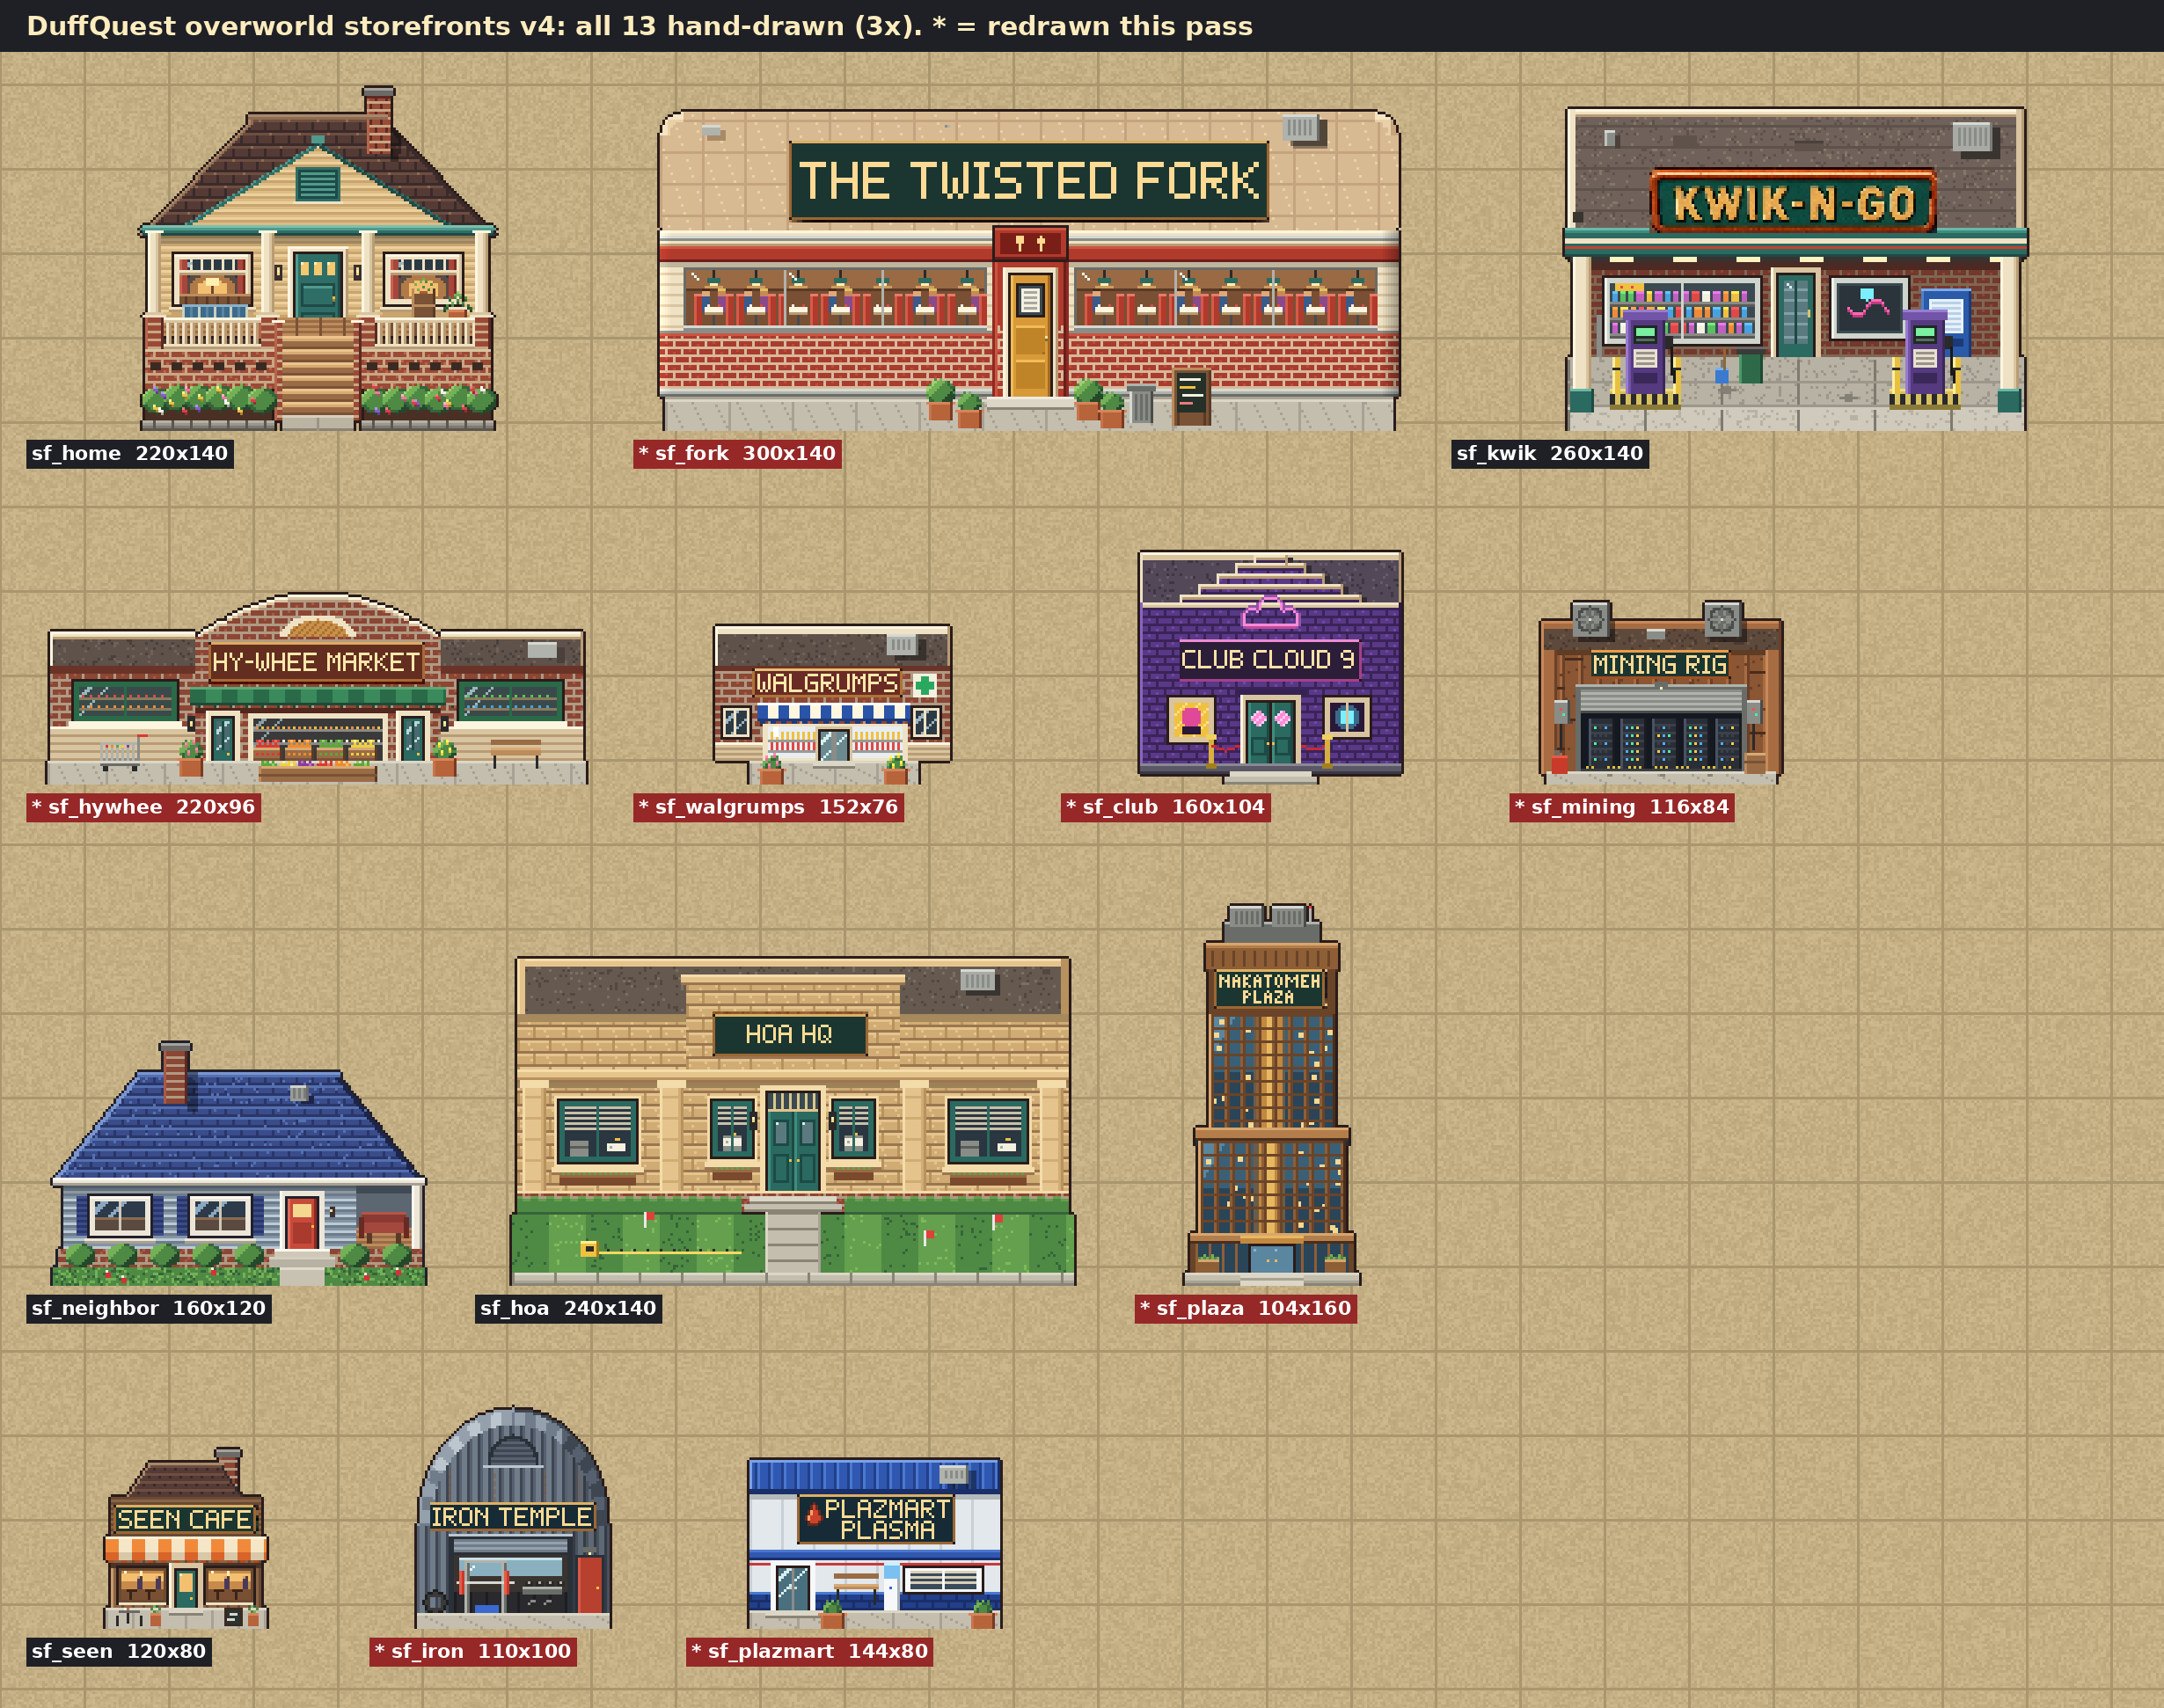 DuffQuest overworld storefronts v4: all 13 hand-drawn (3x). * = redrawn this pass
THE TWISTED FORK
KWIK-N-GO
sf_home 220x140
* sf_fork 300x140
sf_kwik 260x140
HY-WHEE MARKET
WALGRUMPS
CLUB CLOUD 9
MINING RIG
* sf_hywhee 220x96
* sf_walgrumps 152x76
* sf_club 160x104
* sf_mining 116x84
HOA HQ
NAKATOMEH
PLAZA
sf_neighbor 160x120
sf_hoa 240x140
* sf_plaza 104x160
SEEN CAFE
IRON TEMPLE
PLAZMART
PLASMA
sf_seen 120x80
* sf_iron 110x100
* sf_plazmart 144x80